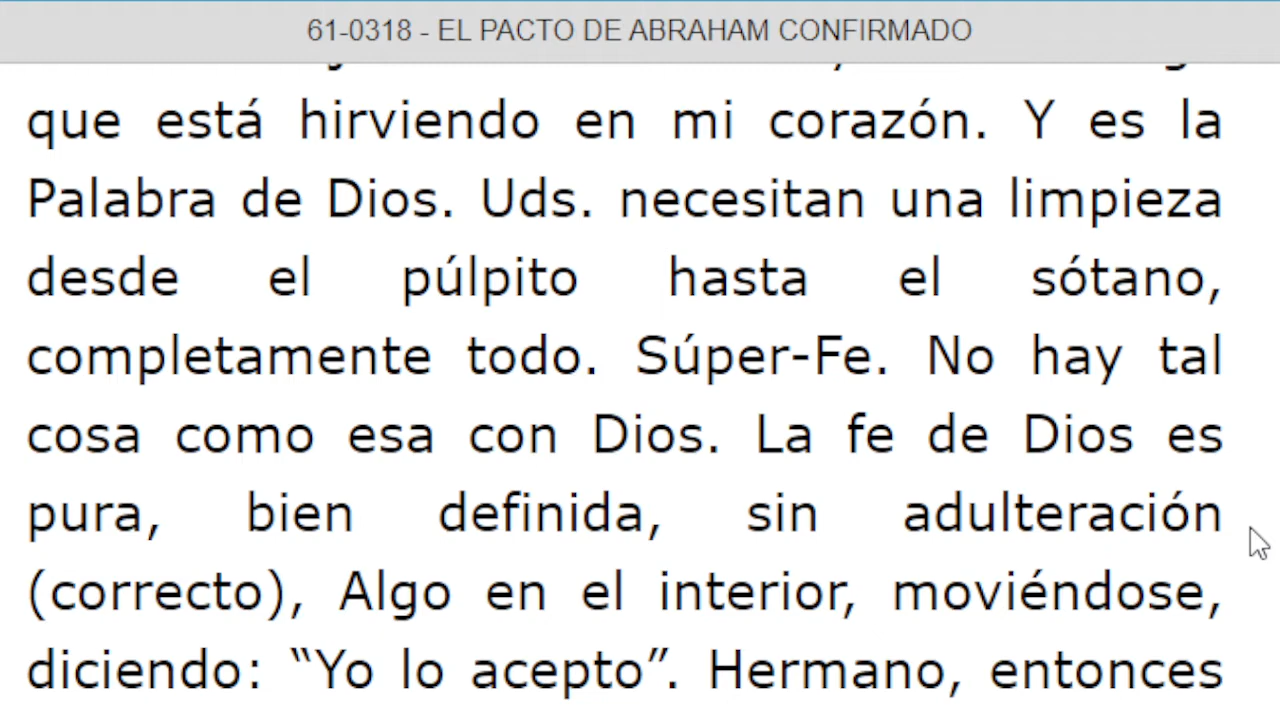 61-0318 - EL PACTO DE ABRAHAM CONFIRMADO
que está hirviendo en mi corazón. Y es la
Palabra de Dios. Uds. necesitan una limpieza
desde el púlpito hasta el sótano,
completamente todo. Súper-Fe. No hay tal
cosa como esa con Dios. La fe de Dios es
pura, bien definida, sin adulteración
(correcto), Algo en el interior, moviéndose,
diciendo: “Yo lo acepto”. Hermano, entonces